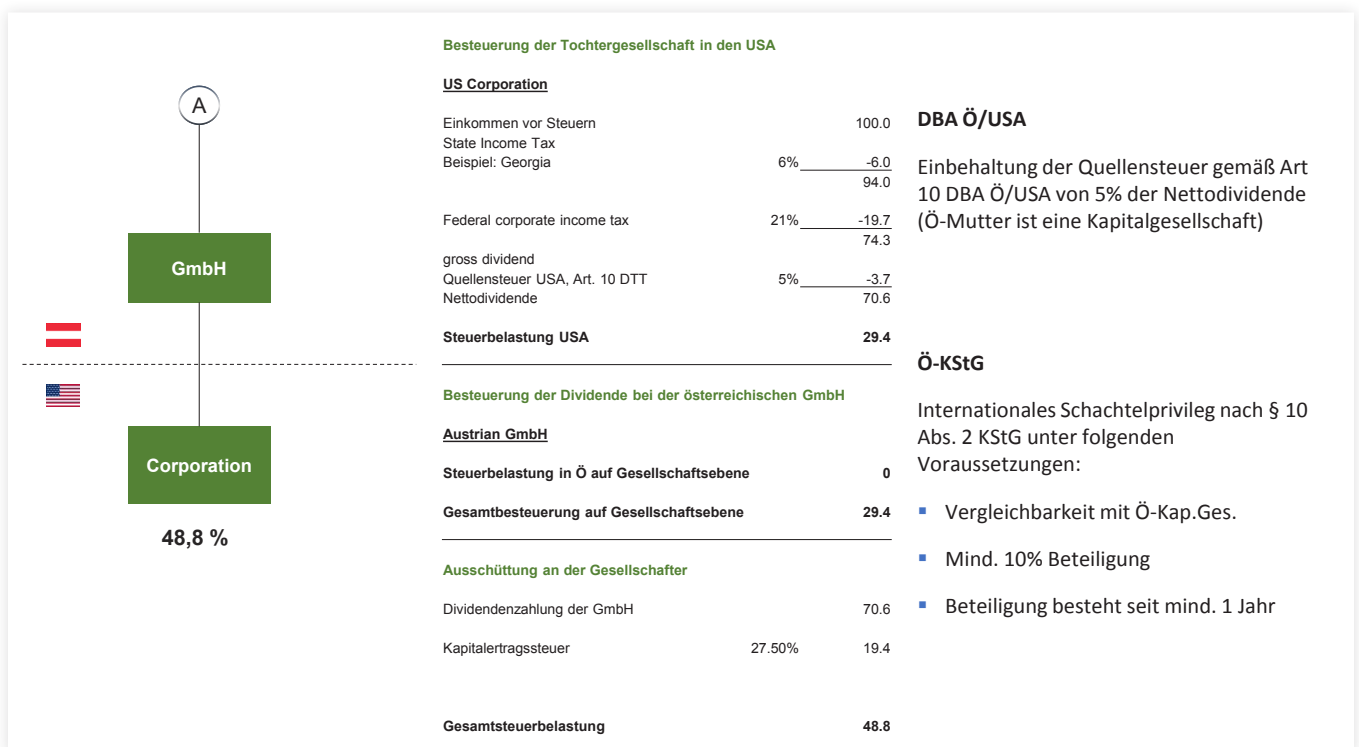 A
GmbH
Corporation
48,8 %
Besteuerung der Tochtergesellschaft in den USA
US Corporation
Einkommen vor Steuern 100.0
State Income Tax
Beispiel: Georgia 6% -6.0
94.0
Federal corporate income tax 21% -19.7
74.3
gross dividend
Quellensteuer USA, Art. 10 DTT 5% -3.7
Nettodividende 70.6
Steuerbelastung USA 29.4
Besteuerung der Dividende bei der österreichischen GmbH
Austrian GmbH
Steuerbelastung in Ö auf Gesellschaftsebene 0
Gesamtbesteuerung auf Gesellschaftsebene 29.4
Ausschüttung an der Gesellschafter
Dividendenzahlung der GmbH 70.6
Kapitalertragssteuer 27.50% 19.4
Gesamtsteuerbelastung 48.8
DBA Ö/USA
Einbehaltung der Quellensteuer gemäß Art
10 DBA Ö/USA von 5% der Nettodividende
(Ö-Mutter ist eine Kapitalgesellschaft)
Ö-KStG
Internationales Schachtelprivileg nach § 10
Abs. 2 KStG unter folgenden
Voraussetzungen:
▪ Vergleichbarkeit mit Ö-Kap.Ges.
▪ Mind. 10% Beteiligung
▪ Beteiligung besteht seit mind. 1 Jahr